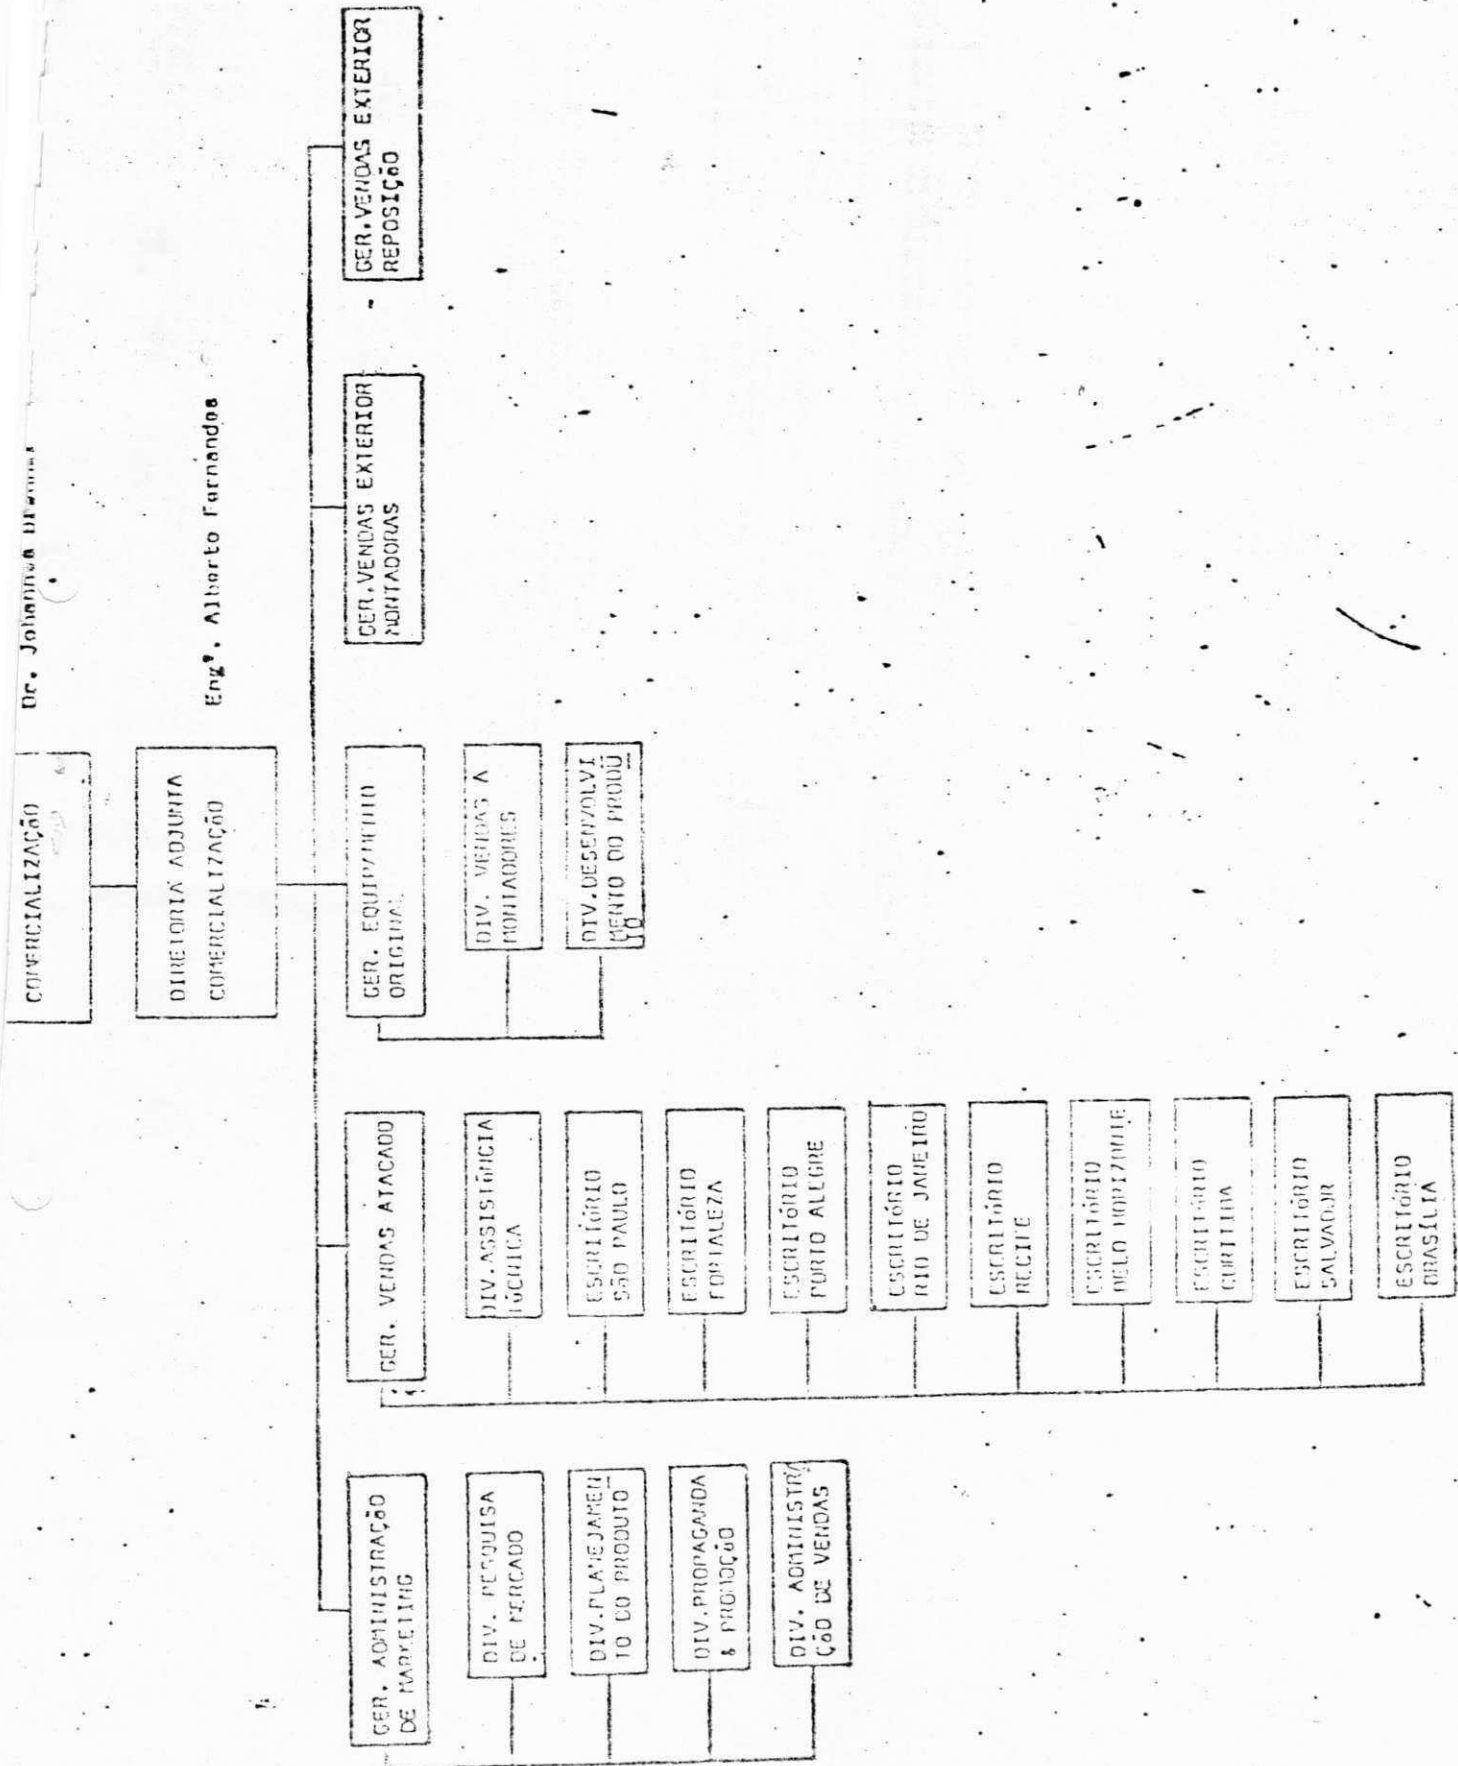 COMERCIALIZAÇÃO
Dr. Johannes
DIRETORIA ADJUNTA
COMERCIALIZAÇÃO
Engº. Alberto Fernandes
GER. ADMINISTRAÇÃO
DE MARKETING
DIV. PESQUISA
DE MERCADO
DIV.PLANEJAMEN
TO DO PRODUTO
DIV.PROPAGANDA
& PROMOÇÃO
DIV. ADMINISTRA
ÇÃO DE VENDAS
GER. VENDAS ATACADO
DIV.ASSISTÊNCIA
TÉCNICA
ESCRITÓRIO
SÃO PAULO
ESCRITÓRIO
FORTALEZA
ESCRITÓRIO
PORTO ALEGRE
ESCRITÓRIO
RIO DE JANEIRO
ESCRITÓRIO
RECIFE
ESCRITÓRIO
BELO HORIZONTE
ESCRITÓRIO
CURITIBA
ESCRITÓRIO
SALVADOR
ESCRITÓRIO
BRASÍLIA
GER. EQUIPAMENTO
ORIGINAL
DIV. VENDAS A
MONTADORES
DIV.DESENVOLVI
MENTO DO PRODU
TO
GER.VENDAS EXTERIOR
MONTADORAS
GER.VENDAS EXTERIOR
REPOSIÇÃO